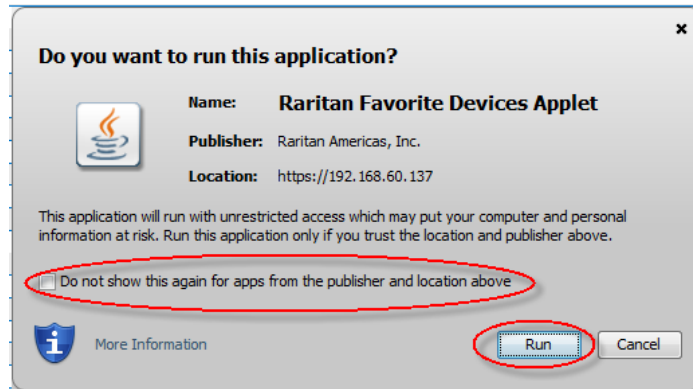 Do you want to run this application?
Name: Raritan Favorite Devices Applet
Publisher: Raritan Americas, Inc.
Location: https://192.168.60.137
This application will run with unrestricted access which may put your computer and personal
information at risk. Run this application only if you trust the location and publisher above.
Do not show this again for apps from the publisher and location above
More Information
Run Cancel